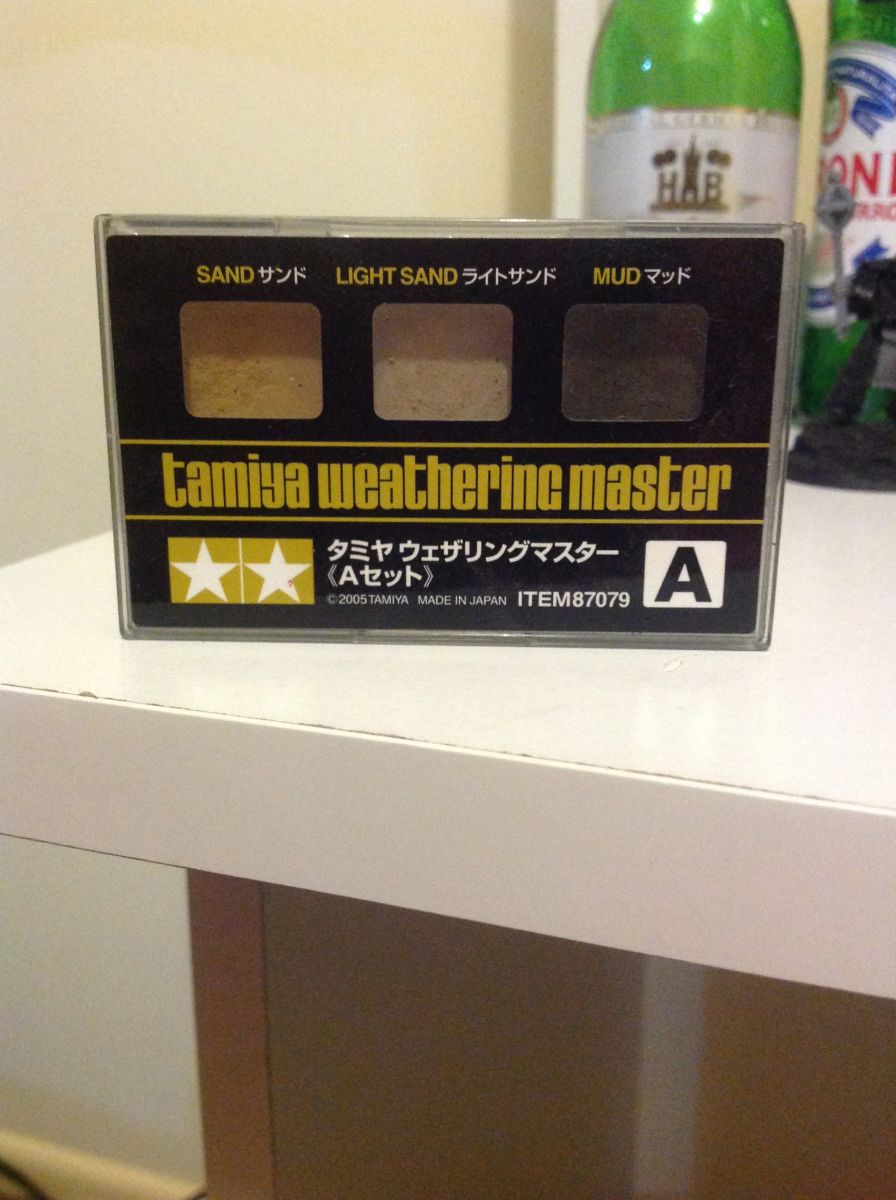 SAND サンド
LIGHT SAND ライトサンド
MUD マッド
tamiya weathering master
タミヤ ウェザリングマスター
《Aセット》
© 2005 TAMIYA MADE IN JAPAN ITEM 87079
A
HB